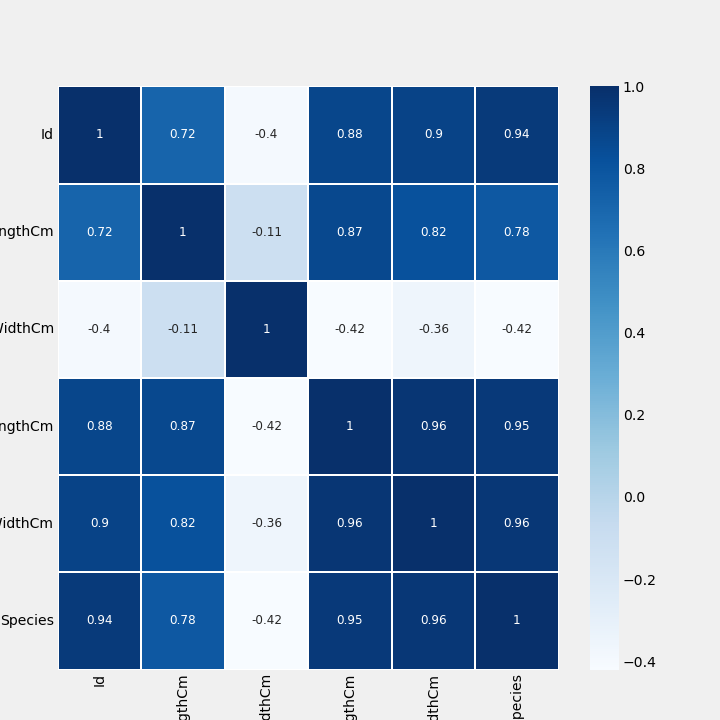 1.0
Id 1 0.72 -0.4 0.88 0.9 0.94
0.8
ngthCm 0.72 1 -0.11 0.87 0.82 0.78
0.6
VidthCm -0.4 -0.11 1 -0.42 -0.36 -0.42
0.4
ngthCm 0.88 0.87 -0.42 1 0.96 0.95
0.2
0.0
VidthCm 0.9 0.82 -0.36 0.96 1 0.96
−0.2
Species 0.94 0.78 -0.42 0.95 0.96 1
−0.4
Id
gthCm
dthCm
gthCm
dthCm
pecies